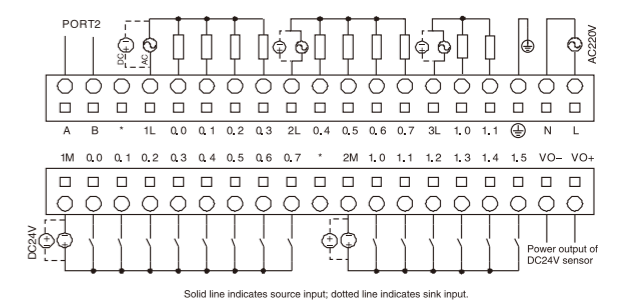 PORT2
DC
AC
AC220V
A B * 1L 0.0 0.1 0.2 0.3 2L 0.4 0.5 0.6 0.7 3L 1.0 1.1 N L
1M 0.0 0.1 0.2 0.3 0.4 0.5 0.6 0.7 * 2M 1.0 1.1 1.2 1.3 1.4 1.5 VO− VO+
DC24V
Power output of
DC24V sensor
Solid line indicates source input; dotted line indicates sink input.